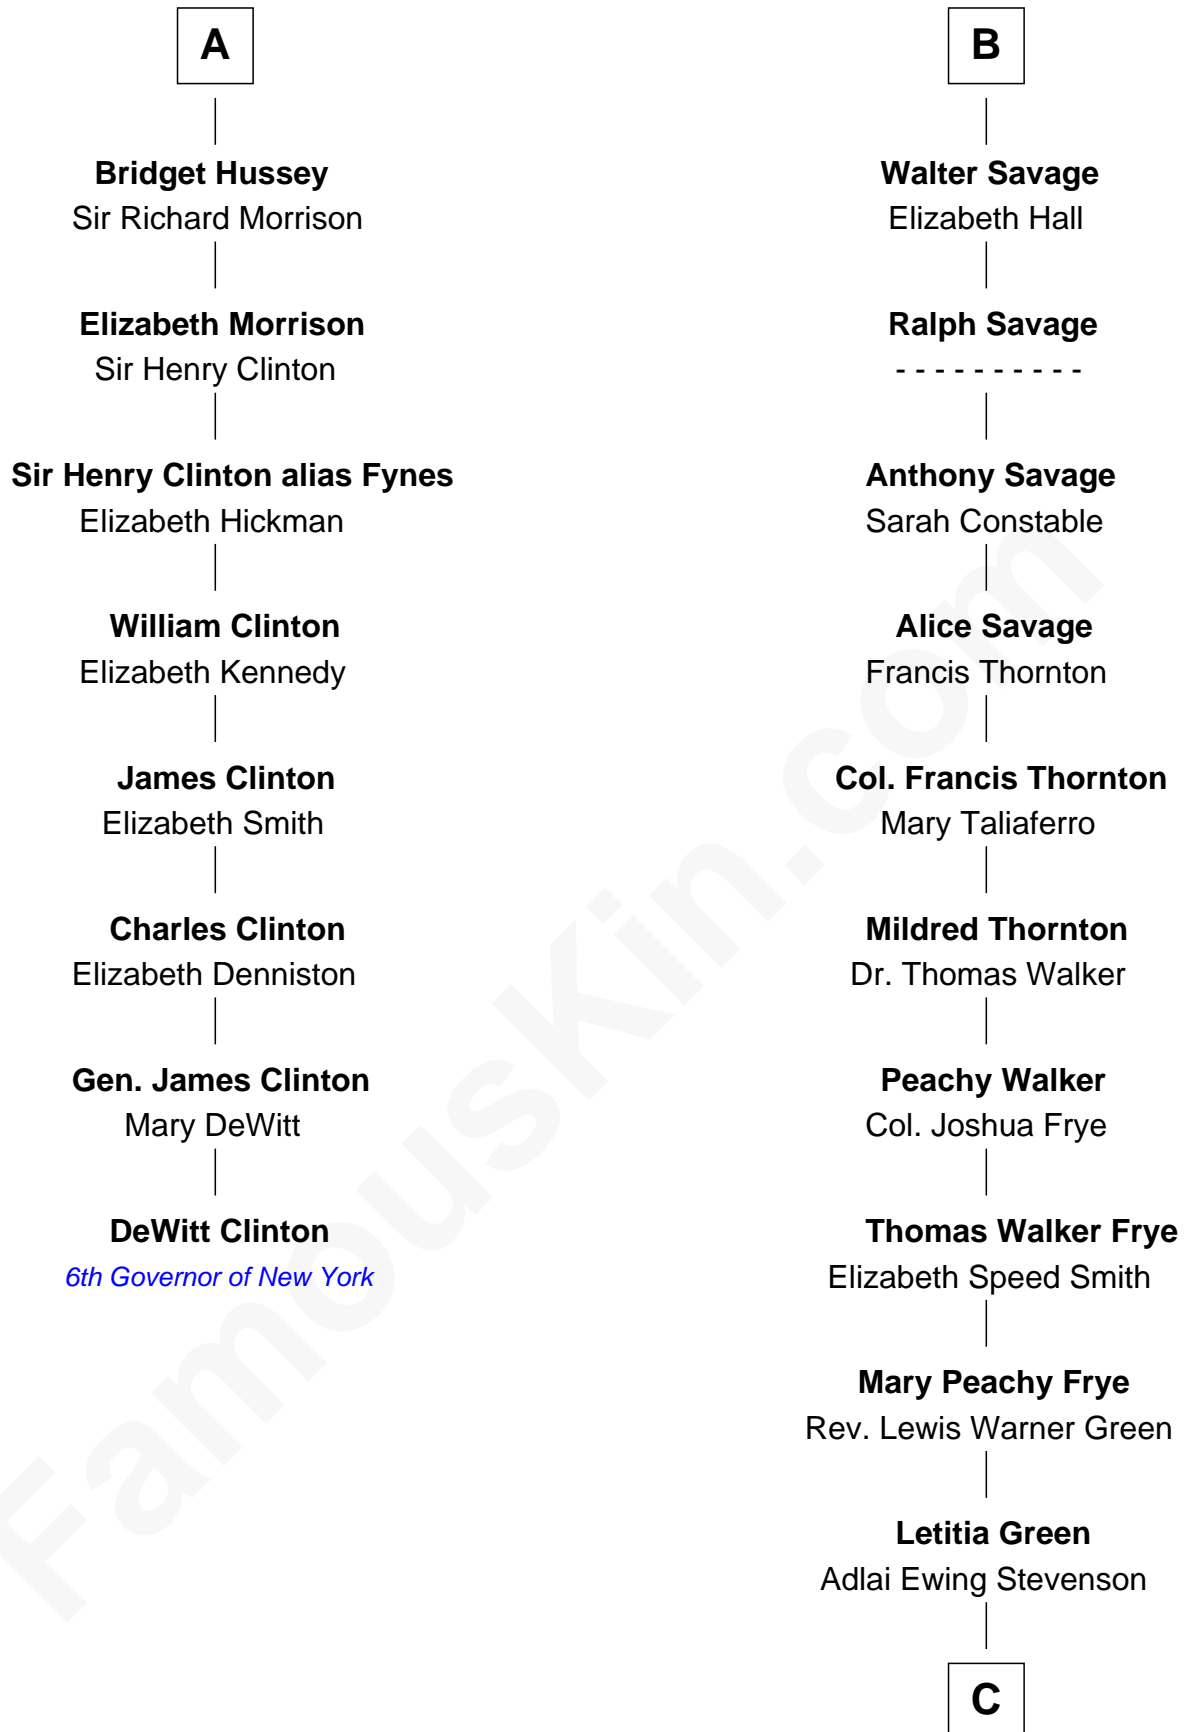 A
Bridget Hussey
Sir Richard Morrison
Elizabeth Morrison
Sir Henry Clinton
Sir Henry Clinton alias Fynes
Elizabeth Hickman
William Clinton
Elizabeth Kennedy
James Clinton
Elizabeth Smith
Charles Clinton
Elizabeth Denniston
Gen. James Clinton
Mary DeWitt
DeWitt Clinton
6th Governor of New York
B
Walter Savage
Elizabeth Hall
Ralph Savage
- - - - - - - - - -
Anthony Savage
Sarah Constable
Alice Savage
Francis Thornton
Col. Francis Thornton
Mary Taliaferro
Mildred Thornton
Dr. Thomas Walker
Peachy Walker
Col. Joshua Frye
Thomas Walker Frye
Elizabeth Speed Smith
Mary Peachy Frye
Rev. Lewis Warner Green
Letitia Green
Adlai Ewing Stevenson
C
FamousKin.com